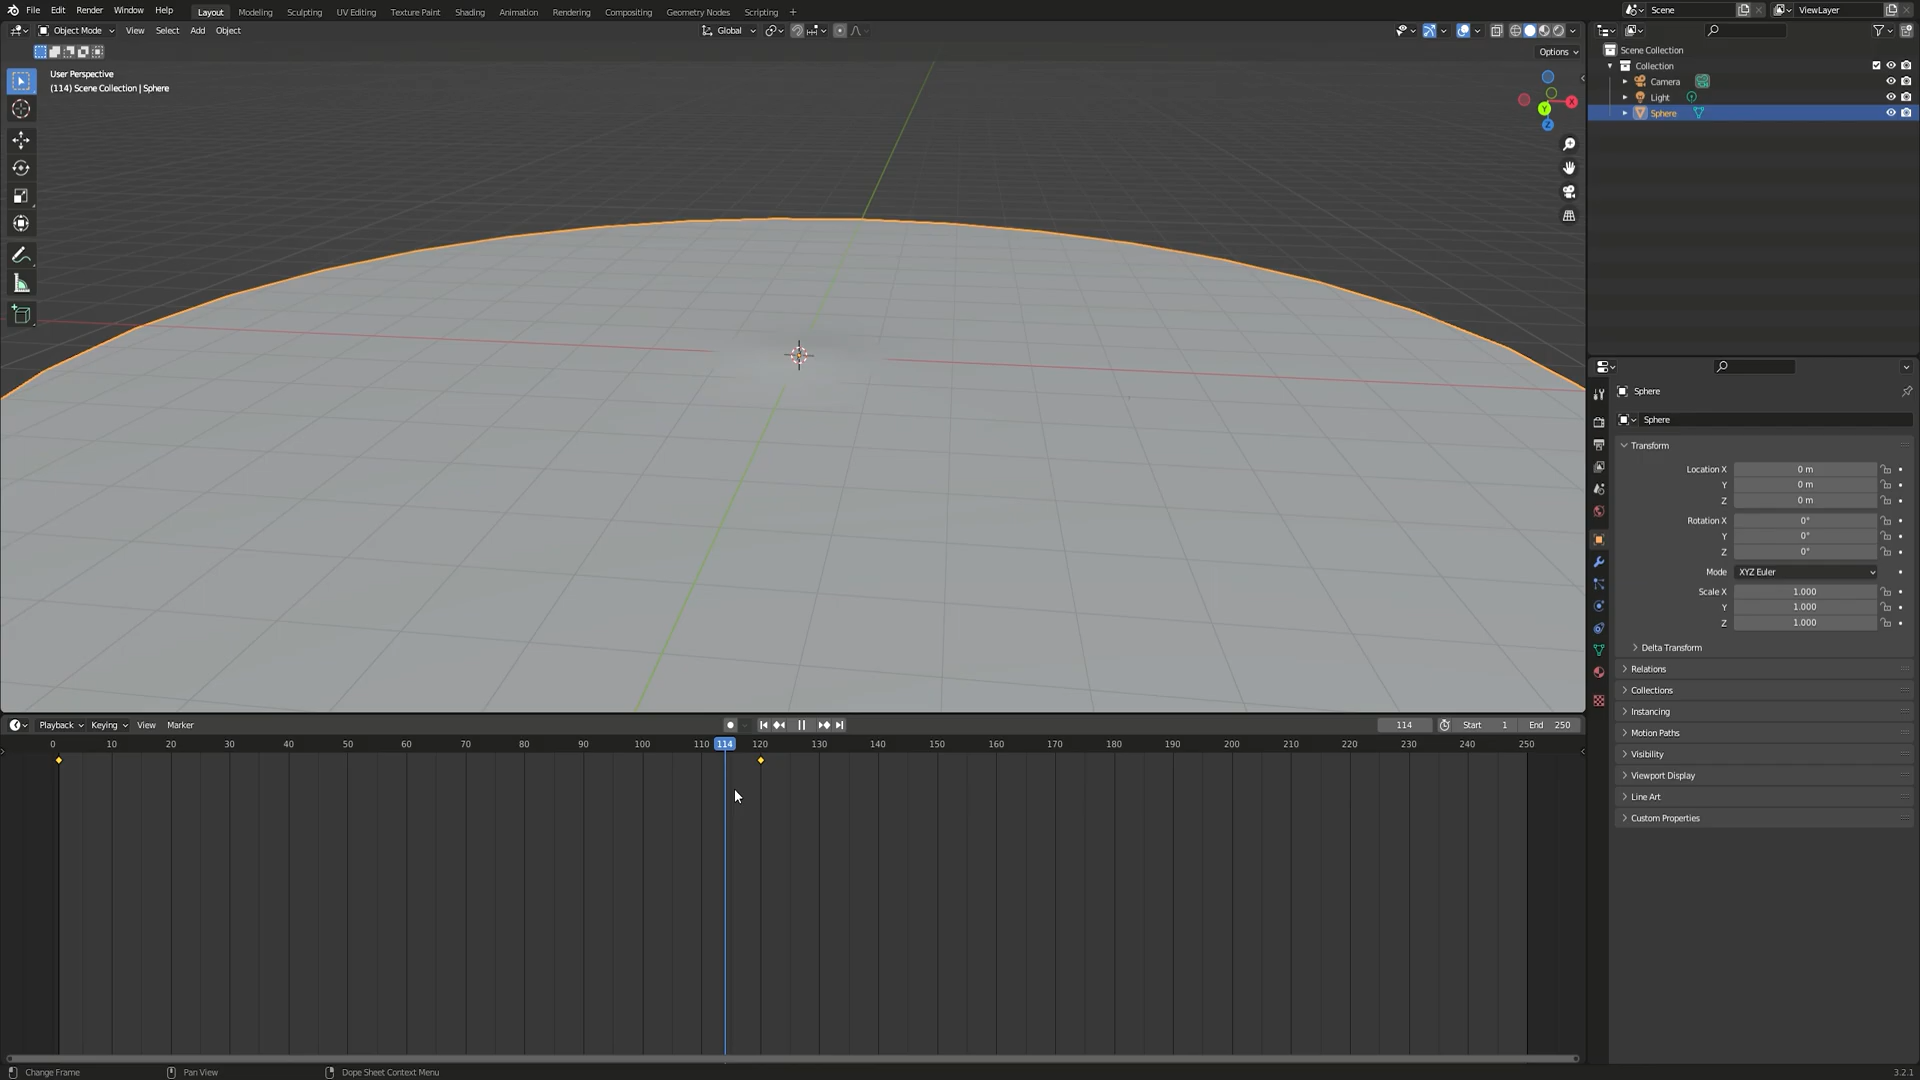 File Edit Render Window Help Layout Modeling Sculpting UV Editing Texture Paint Shading Animation Rendering Compositing Geometry Nodes Scripting + Scene ViewLayer
Object Mode View Select Add Object Global
Options
User Perspective
(114) Scene Collection | Sphere
X
Y
Z
Scene Collection
Collection
Camera
Light
Sphere
Sphere
Sphere
Transform
Location X 0 m
Y 0 m
Z 0 m
Rotation X 0°
Y 0°
Z 0°
Mode XYZ Euler
Scale X 1.000
Y 1.000
Z 1.000
Delta Transform
Relations
Collections
Instancing
Motion Paths
Visibility
Viewport Display
Line Art
Custom Properties
Playback Keying View Marker 114 Start 1 End 250
0 10 20 30 40 50 60 70 80 90 100 110 114 120 130 140 150 160 170 180 190 200 210 220 230 240 250
Change Frame Pan View Dope Sheet Context Menu 3.2.1